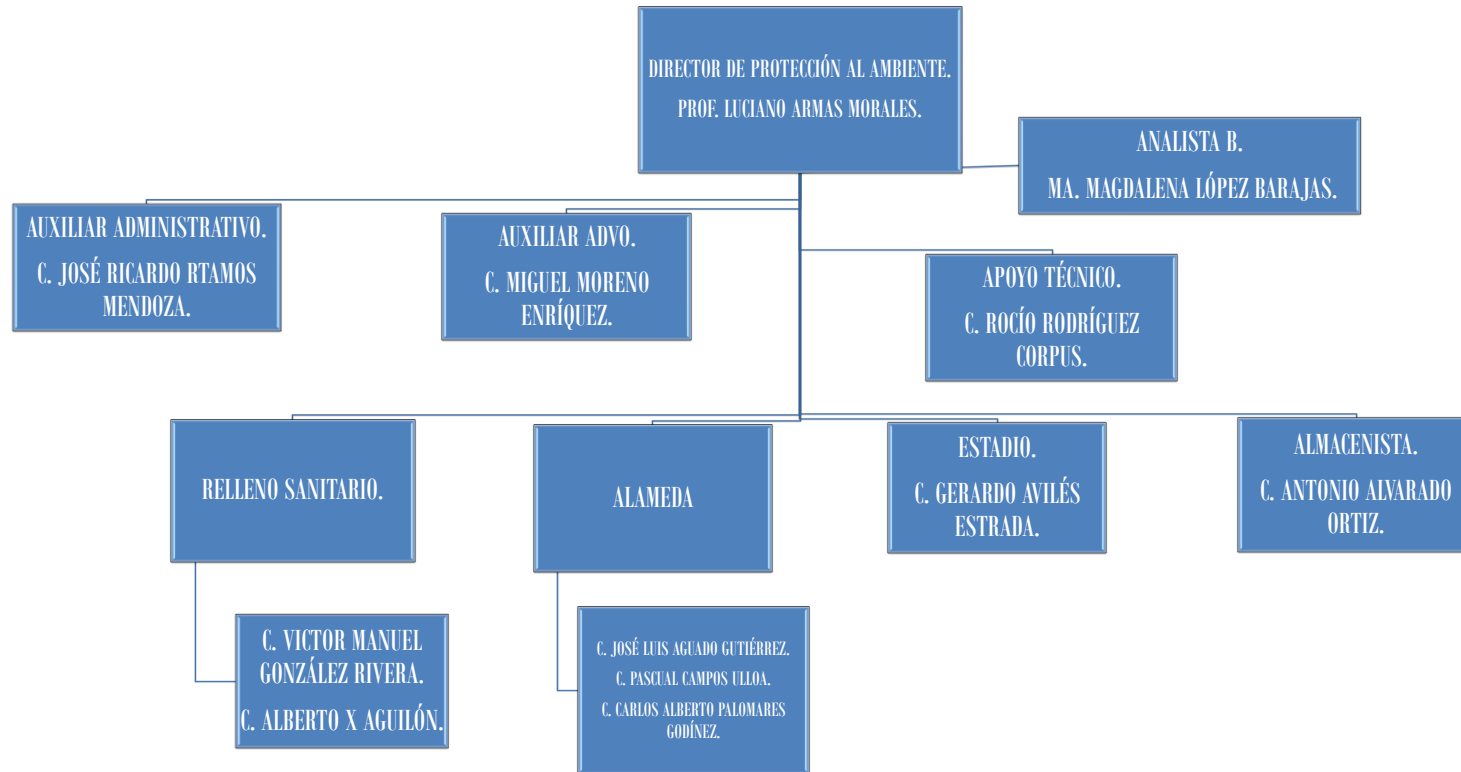 DIRECTOR DE PROTECCIÓN AL AMBIENTE.
PROF. LUCIANO ARMAS MORALES.
ANALISTA B.
MA. MAGDALENA LÓPEZ BARAJAS.
AUXILIAR ADMINISTRATIVO.
C. JOSÉ RICARDO RTAMOS
MENDOZA.
AUXILIAR ADVO.
C. MIGUEL MORENO
ENRÍQUEZ.
APOYO TÉCNICO.
C. ROCÍO RODRÍGUEZ
CORPUS.
RELLENO SANITARIO.
ALAMEDA
ESTADIO.
C. GERARDO AVILÉS
ESTRADA.
ALMACENISTA.
C. ANTONIO ALVARADO
ORTIZ.
C. VICTOR MANUEL
GONZÁLEZ RIVERA.
C. ALBERTO X AGUILÓN.
C. JOSÉ LUIS AGUADO GUTIÉRREZ.
C. PASCUAL CAMPOS ULLOA.
C. CARLOS ALBERTO PALOMARES
GODÍNEZ.